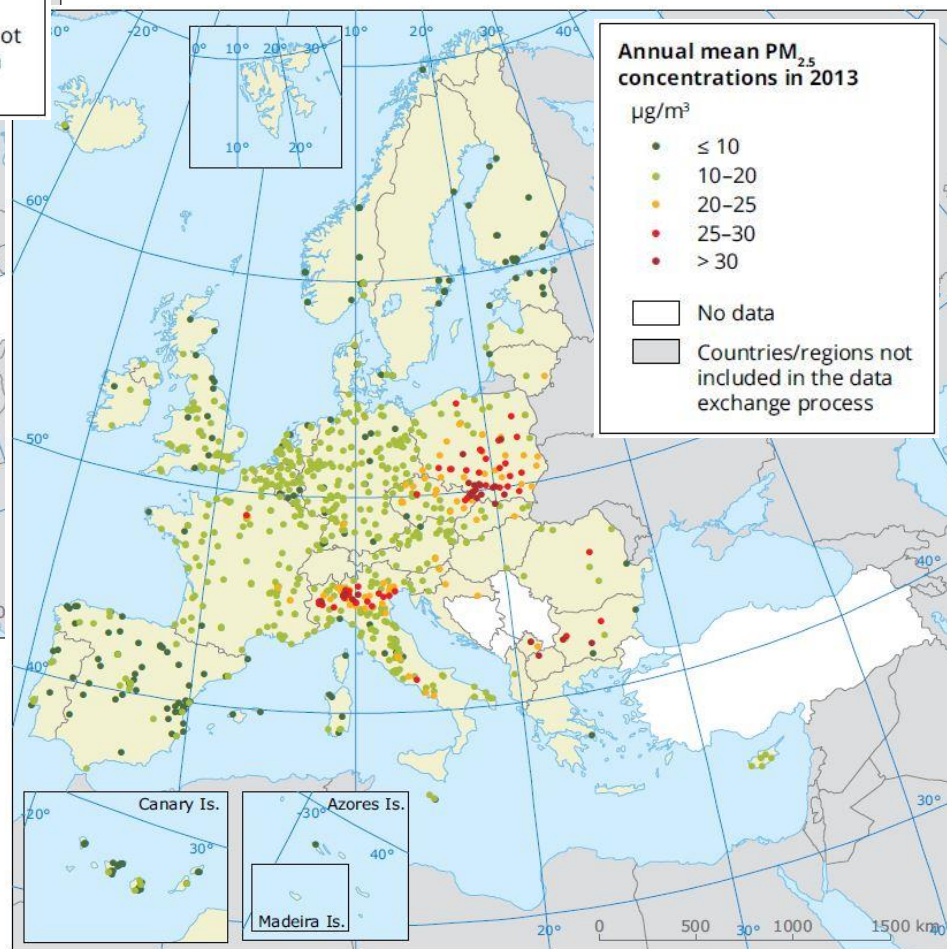 ot
-30°
-20°
10°
20°
30°
40°
0° 10° 20° 30°
10° 20°
60°
50°
40°
40°
30°
20°
30°
40°
Annual mean PM2.5
concentrations in 2013
µg/m³
≤ 10
10–20
20–25
25–30
> 30
No data
Countries/regions not
included in the data
exchange process
Canary Is.
-20°
30°
Azores Is.
-30°
40°
Madeira Is.
0 500 1000 1500 km